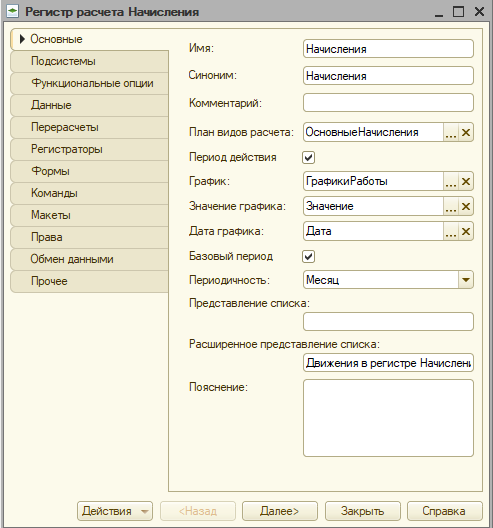 Регистр расчета Начисления
Основные
Подсистемы
Функциональные опции
Данные
Перерасчеты
Регистраторы
Формы
Команды
Макеты
Права
Обмен данными
Прочее
Имя: Начисления
Синоним: Начисления
Комментарий:
План видов расчета: ОсновныеНачисления ...
Период действия
График: ГрафикиРаботы ...
Значение графика: Значение ...
Дата графика: Дата ...
Базовый период
Периодичность: Месяц
Представление списка:
Расширенное представление списка:
Движения в регистре Начислени
Пояснение:
Действия <Назад Далее> Закрыть Справка